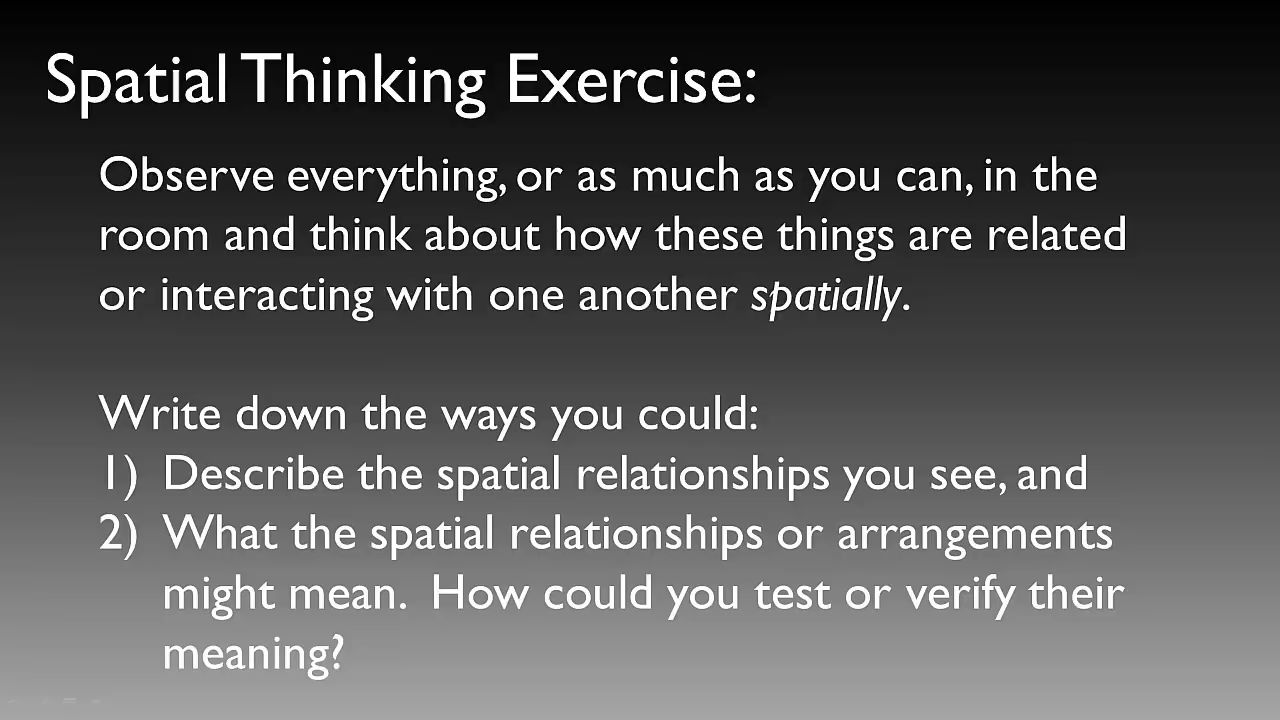 Spatial Thinking Exercise:
Observe everything, or as much as you can, in the
room and think about how these things are related
or interacting with one another spatially.
Write down the ways you could:
1) Describe the spatial relationships you see, and
2) What the spatial relationships or arrangements
might mean. How could you test or verify their
meaning?